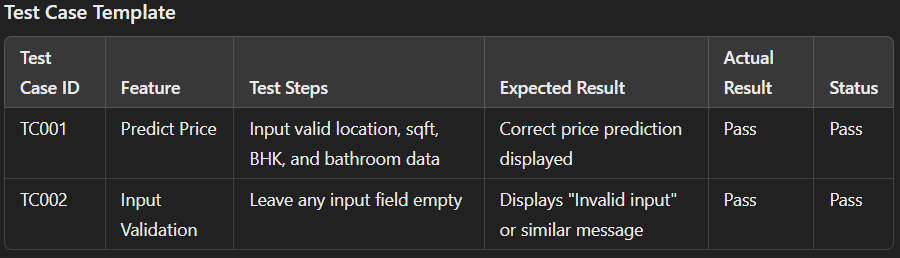 Test Case Template
Test Case ID | Feature | Test Steps | Expected Result | Actual Result | Status
TC001 | Predict Price | Input valid location, sqft, BHK, and bathroom data | Correct price prediction displayed | Pass | Pass
TC002 | Input Validation | Leave any input field empty | Displays "Invalid input" or similar message | Pass | Pass